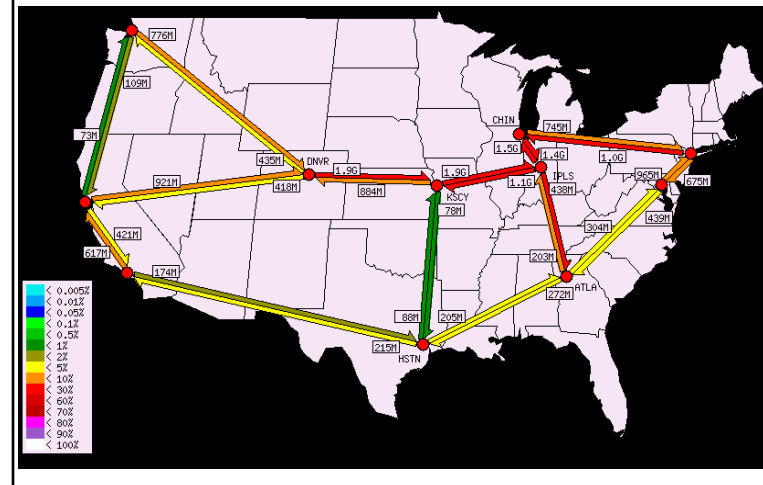 776M
109M
73M
CHIN
745M
1.5G
1.4G
1.0G
DNVR
435M
1.9G
1.9G
IPLS
965M
675M
921M
418M
884M
KSCY
1.1G
438M
78M
439M
304M
421M
617M
174M
203M
272M
ATLA
88M
205M
215M
HSTN
< 0.005%
< 0.01%
< 0.05%
< 0.1%
< 0.5%
< 1%
< 2%
< 5%
< 10%
< 30%
< 60%
< 70%
< 80%
< 90%
< 100%